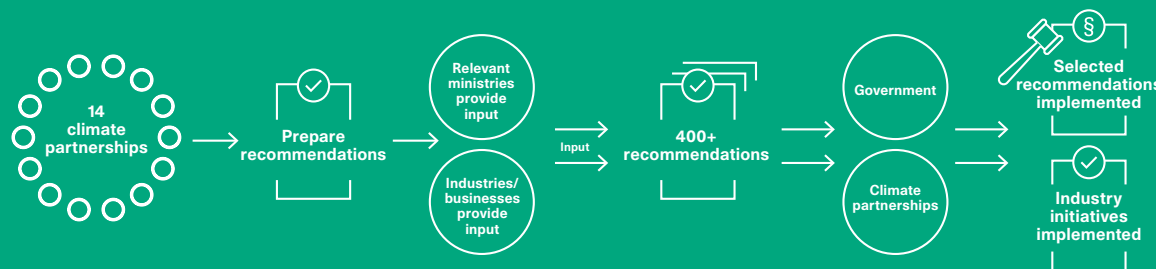 14
climate
partnerships
Prepare
recommendations
Relevant
ministries
provide
input
Industries/
businesses
provide
input
Input
400+
recommendations
Government
Climate
partnerships
§
Selected
recommendations
implemented
Industry
initiatives
implemented